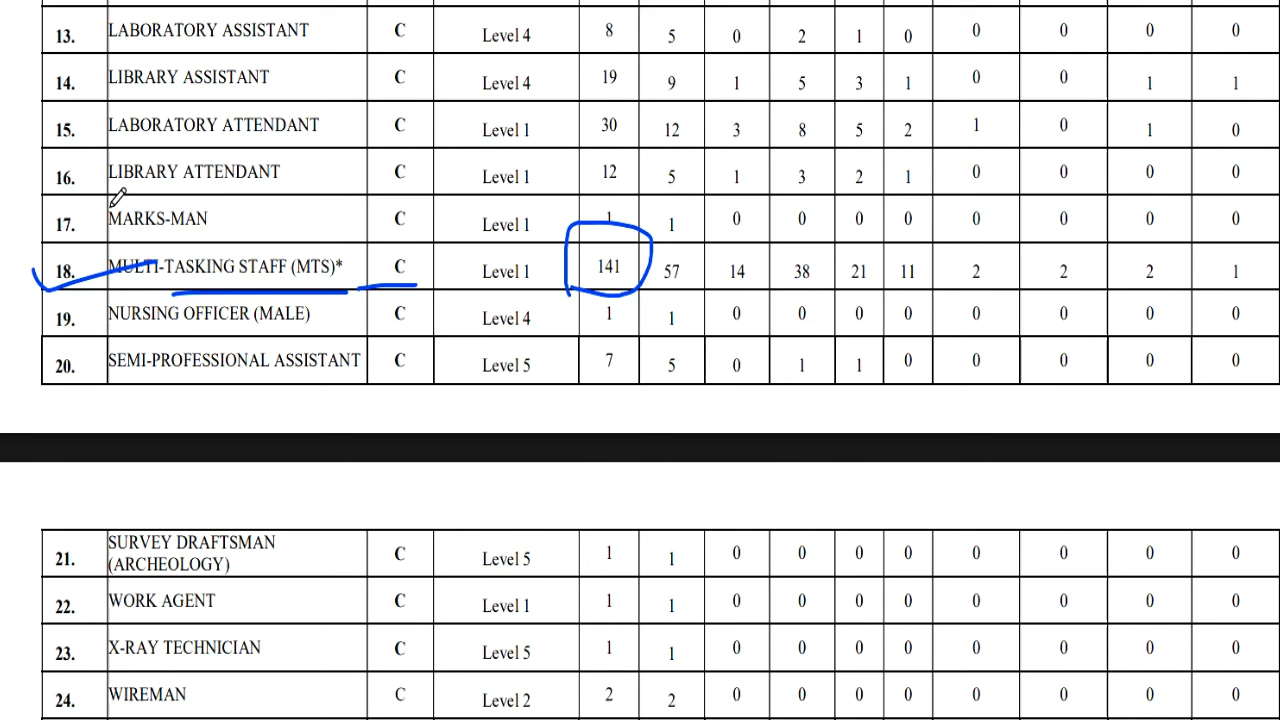 13. LABORATORY ASSISTANT C Level 4 8 5 0 2 1 0 0 0 0 0
14. LIBRARY ASSISTANT C Level 4 19 9 1 5 3 1 0 0 1 1
15. LABORATORY ATTENDANT C Level 1 30 12 3 8 5 2 1 0 1 0
16. LIBRARY ATTENDANT C Level 1 12 5 1 3 2 1 0 0 0 0
17. MARKS-MAN C Level 1 1 1 0 0 0 0 0 0 0 0
18. MULTI-TASKING STAFF (MTS)* C Level 1 141 57 14 38 21 11 2 2 2 1
19. NURSING OFFICER (MALE) C Level 4 1 1 0 0 0 0 0 0 0 0
20. SEMI-PROFESSIONAL ASSISTANT C Level 5 7 5 0 1 1 0 0 0 0 0
21. SURVEY DRAFTSMAN
(ARCHEOLOGY) C Level 5 1 1 0 0 0 0 0 0 0 0
22. WORK AGENT C Level 1 1 1 0 0 0 0 0 0 0 0
23. X-RAY TECHNICIAN C Level 5 1 1 0 0 0 0 0 0 0 0
24. WIREMAN C Level 2 2 2 0 0 0 0 0 0 0 0